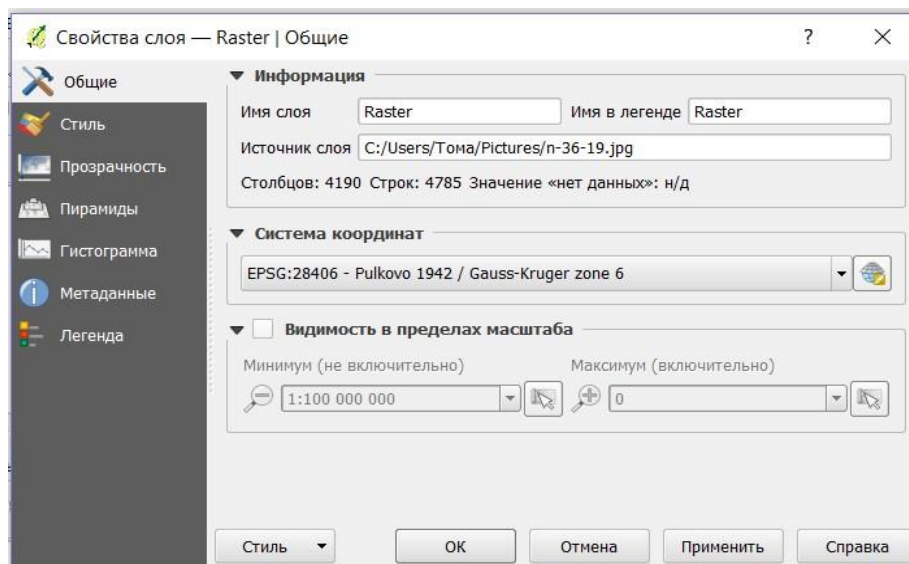 Свойства слоя — Raster | Общие
Общие
Стиль
Прозрачность
Пирамиды
Гистограмма
Метаданные
Легенда
Информация
Имя слоя Raster Имя в легенде Raster
Источник слоя C:/Users/Тома/Pictures/n-36-19.jpg
Столбцов: 4190 Строк: 4785 Значение «нет данных»: н/д
Система координат
EPSG:28406 - Pulkovo 1942 / Gauss-Kruger zone 6
Видимость в пределах масштаба
Минимум (не включительно) Максимум (включительно)
1:100 000 000 0
Стиль ОК Отмена Применить Справка